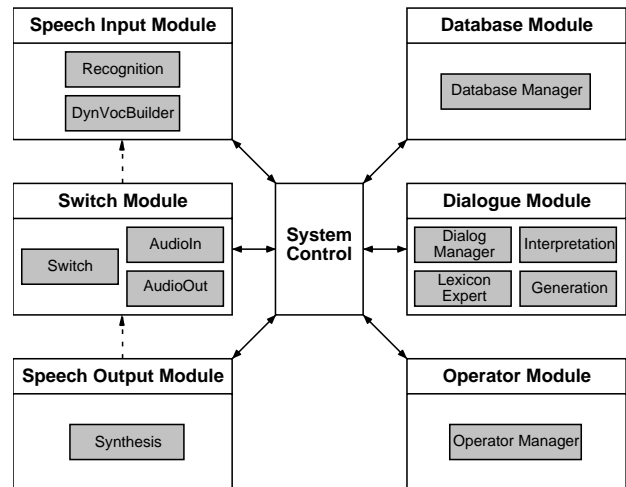 Speech Input Module
Recognition
DynVocBuilder
Database Module
Database Manager
Switch Module
Switch
AudioIn
AudioOut
System
Control
Dialogue Module
Dialog
Manager
Interpretation
Lexicon
Expert
Generation
Speech Output Module
Synthesis
Operator Module
Operator Manager